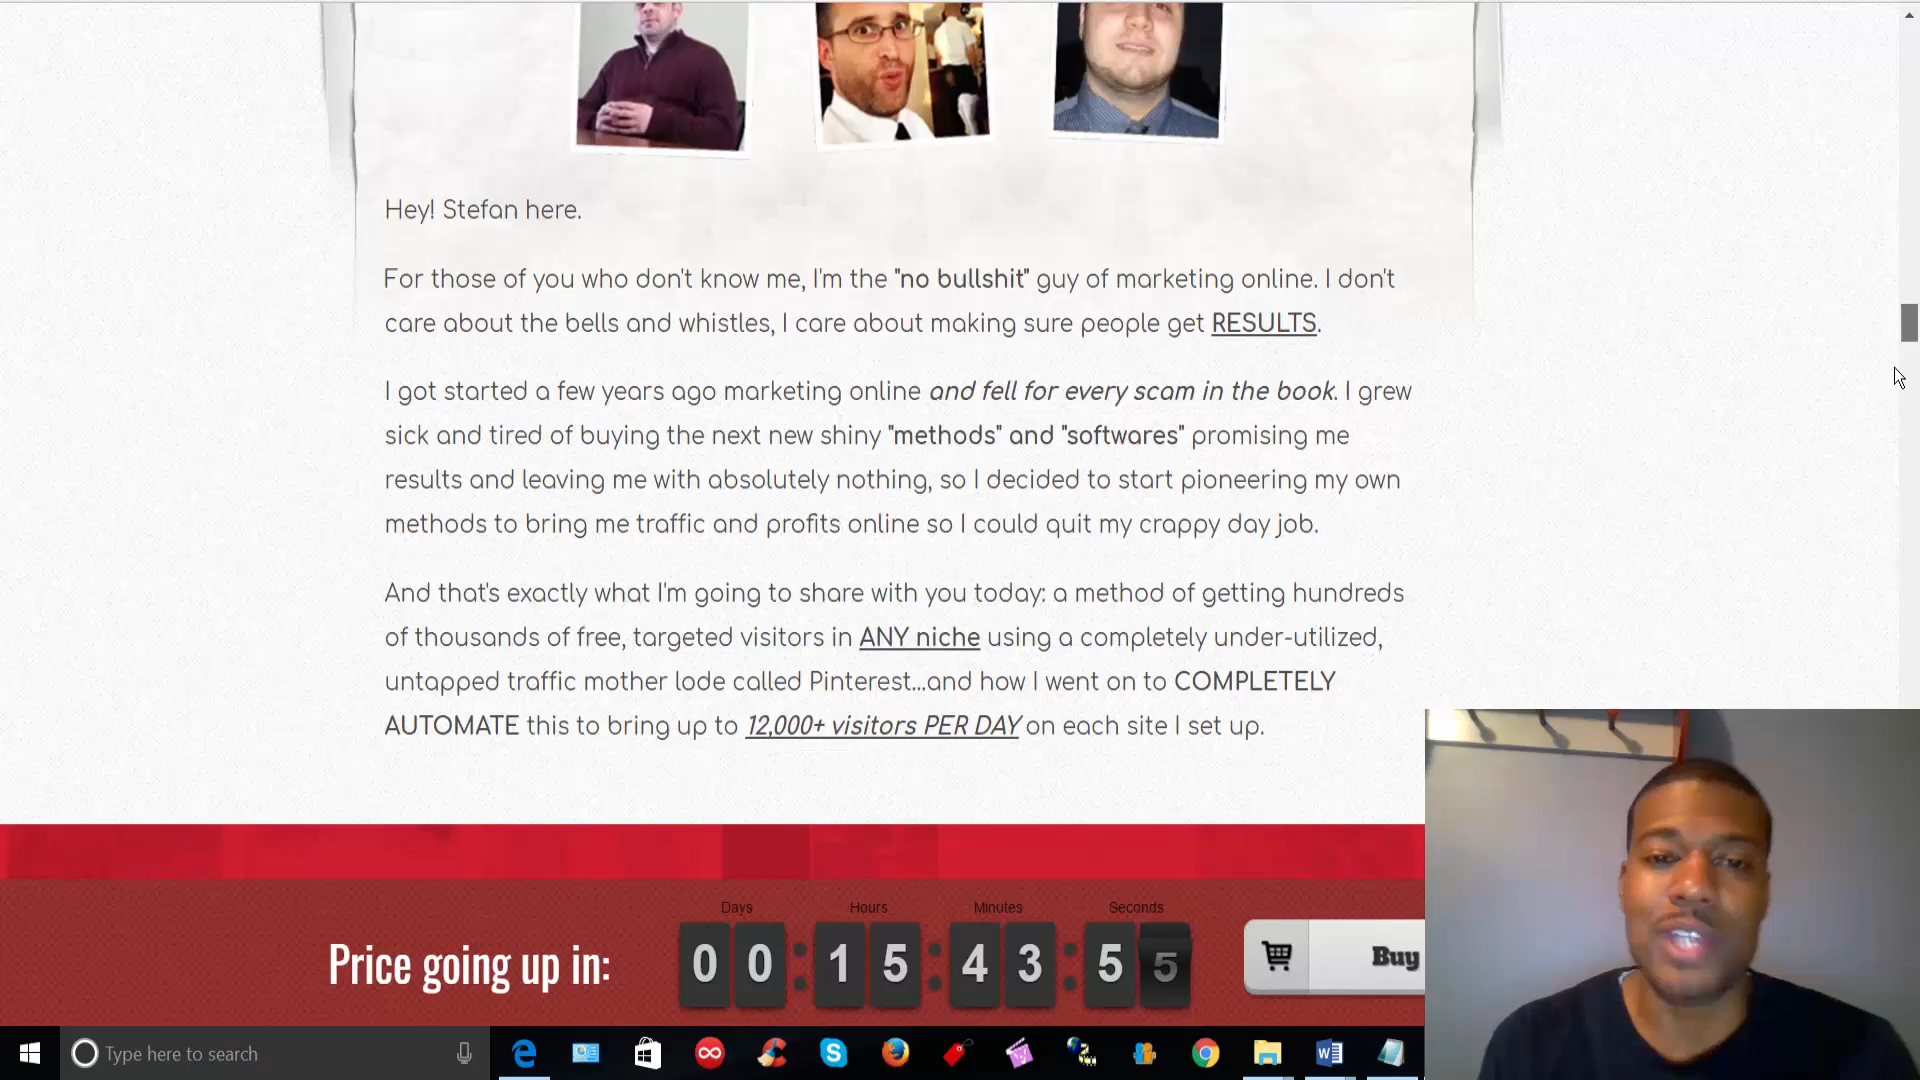 Hey! Stefan here.
For those of you who don't know me, I'm the "no bullshit" guy of marketing online. I don't
care about the bells and whistles, I care about making sure people get RESULTS.
I got started a few years ago marketing online and fell for every scam in the book. I grew
sick and tired of buying the next new shiny "methods" and "softwares" promising me
results and leaving me with absolutely nothing, so I decided to start pioneering my own
methods to bring me traffic and profits online so I could quit my crappy day job.
And that's exactly what I'm going to share with you today: a method of getting hundreds
of thousands of free, targeted visitors in ANY niche using a completely under-utilized,
untapped traffic mother lode called Pinterest...and how I went on to COMPLETELY
AUTOMATE this to bring up to 12,000+ visitors PER DAY on each site I set up.
Days Hours Minutes Seconds
Price going up in: 00:15:43:55 Buy
Type here to search